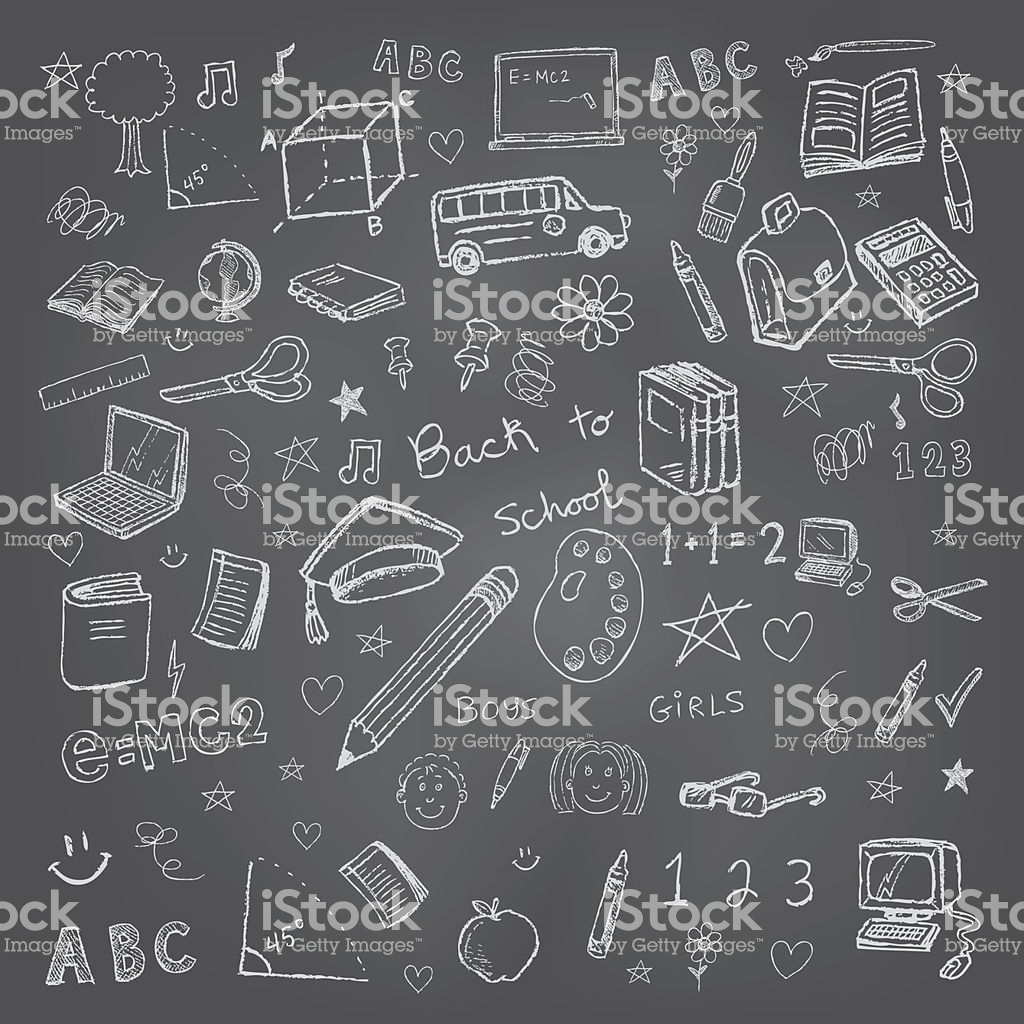 ABC
E=MC2
ABC
C
A
45°
B
123
Back to
School
1+1=2
Boys
GIRLS
e=MC2
1 2 3
ABC
45°
iStock
by Getty Images™